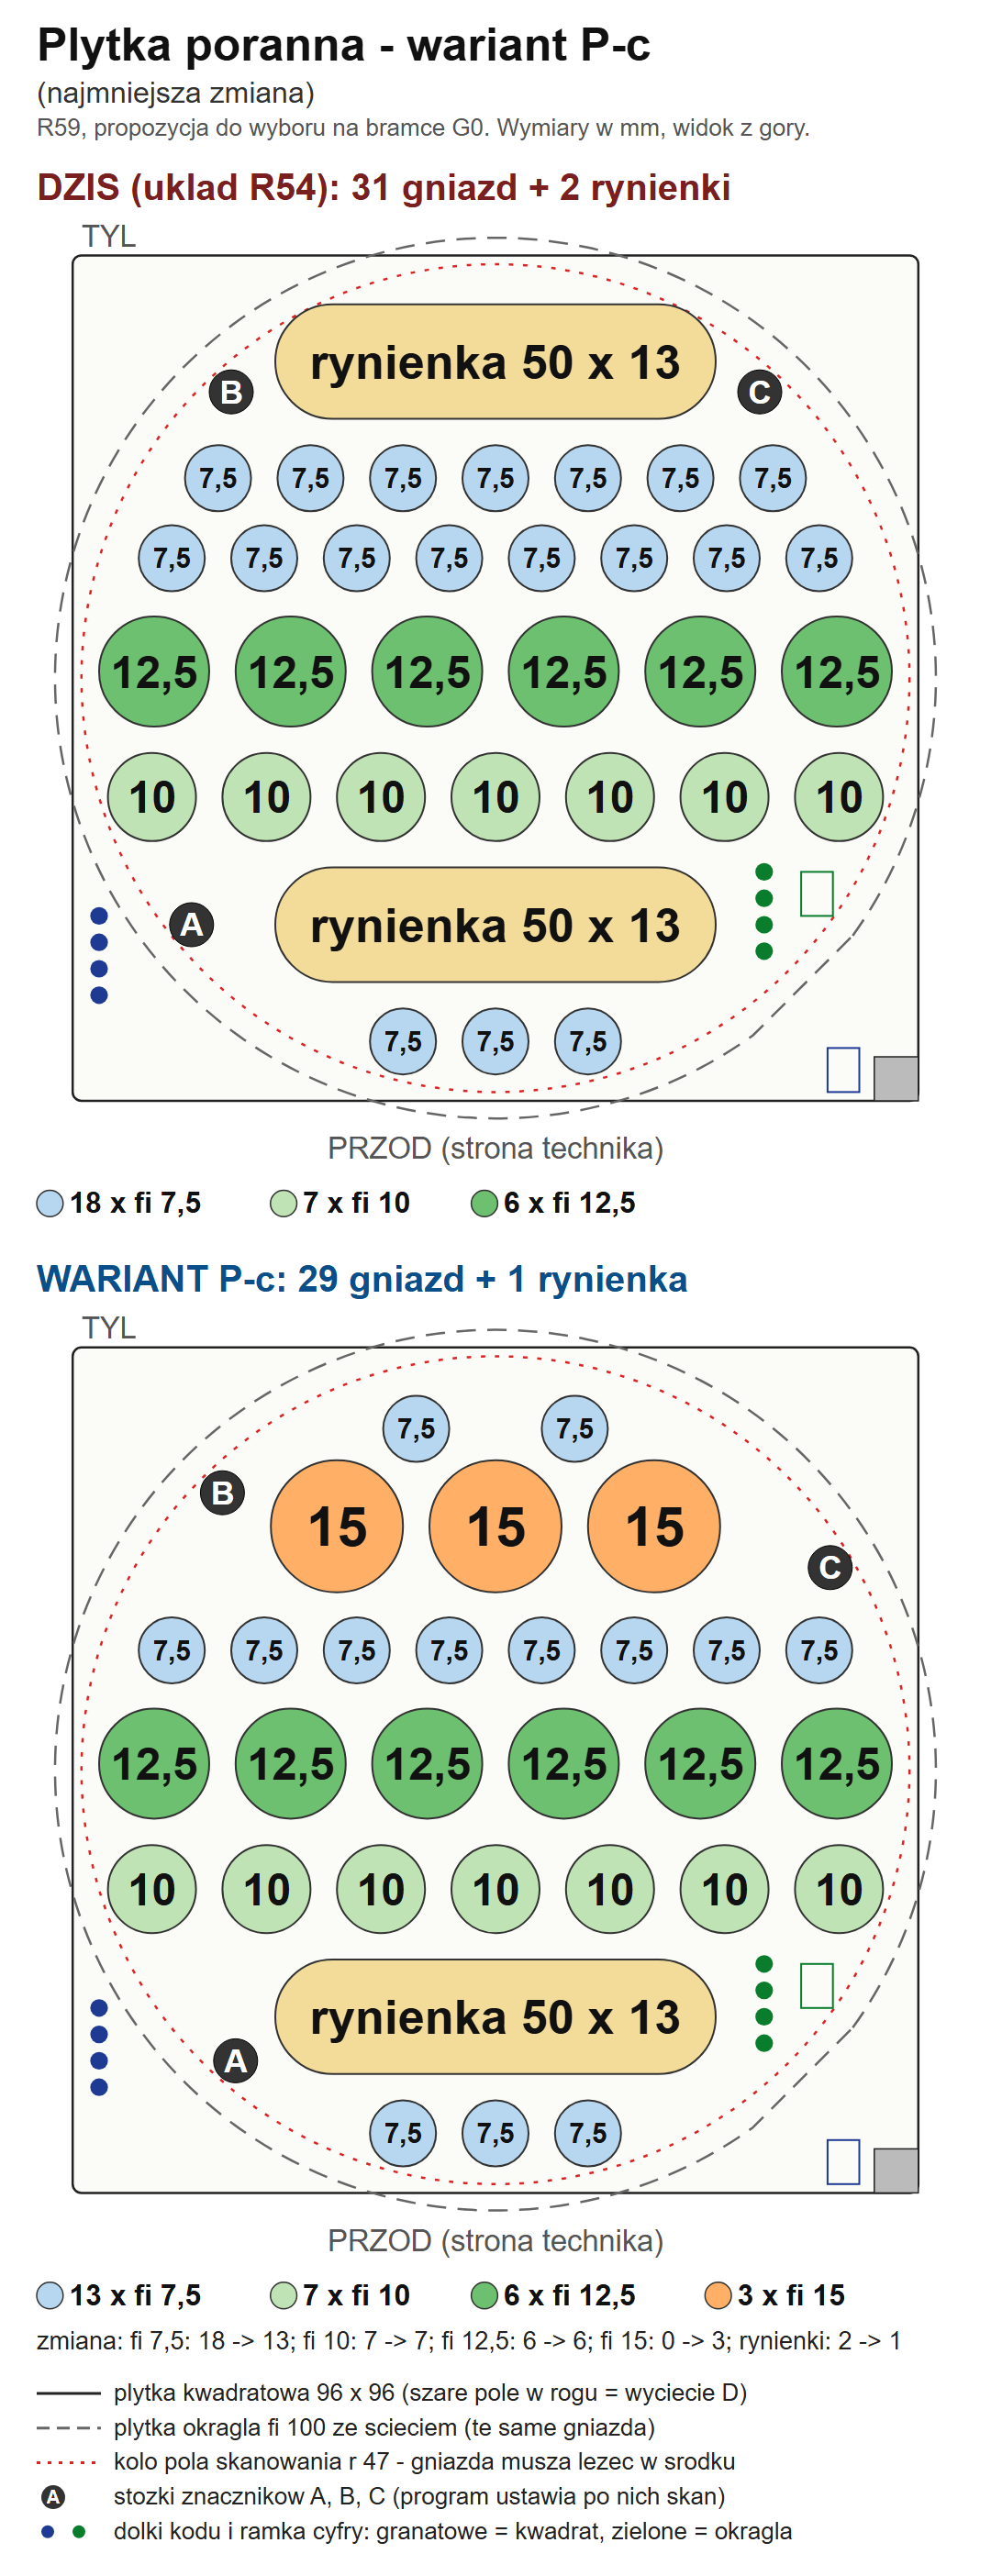 Plytka poranna - wariant P-c
(najmniejsza zmiana)
R59, propozycja do wyboru na bramce G0. Wymiary w mm, widok z gory.
DZIS (uklad R54): 31 gniazd + 2 rynienki
TYL
rynienka 50 x 13
B C
7,5 7,5 7,5 7,5 7,5 7,5 7,5
7,5 7,5 7,5 7,5 7,5 7,5 7,5 7,5
12,5 12,5 12,5 12,5 12,5 12,5
10 10 10 10 10 10 10
A rynienka 50 x 13
7,5 7,5 7,5
PRZOD (strona technika)
18 x fi 7,5 7 x fi 10 6 x fi 12,5
WARIANT P-c: 29 gniazd + 1 rynienka
TYL
7,5 7,5
B
15 15 15
C
7,5 7,5 7,5 7,5 7,5 7,5 7,5 7,5
12,5 12,5 12,5 12,5 12,5 12,5
10 10 10 10 10 10 10
rynienka 50 x 13
A
7,5 7,5 7,5
PRZOD (strona technika)
13 x fi 7,5 7 x fi 10 6 x fi 12,5 3 x fi 15
zmiana: fi 7,5: 18 -> 13; fi 10: 7 -> 7; fi 12,5: 6 -> 6; fi 15: 0 -> 3; rynienki: 2 -> 1
plytka kwadratowa 96 x 96 (szare pole w rogu = wyciecie D)
plytka okragla fi 100 ze scieciem (te same gniazda)
kolo pola skanowania r 47 - gniazda musza lezec w srodku
A stozki znacznikow A, B, C (program ustawia po nich skan)
dolki kodu i ramka cyfry: granatowe = kwadrat, zielone = okragla